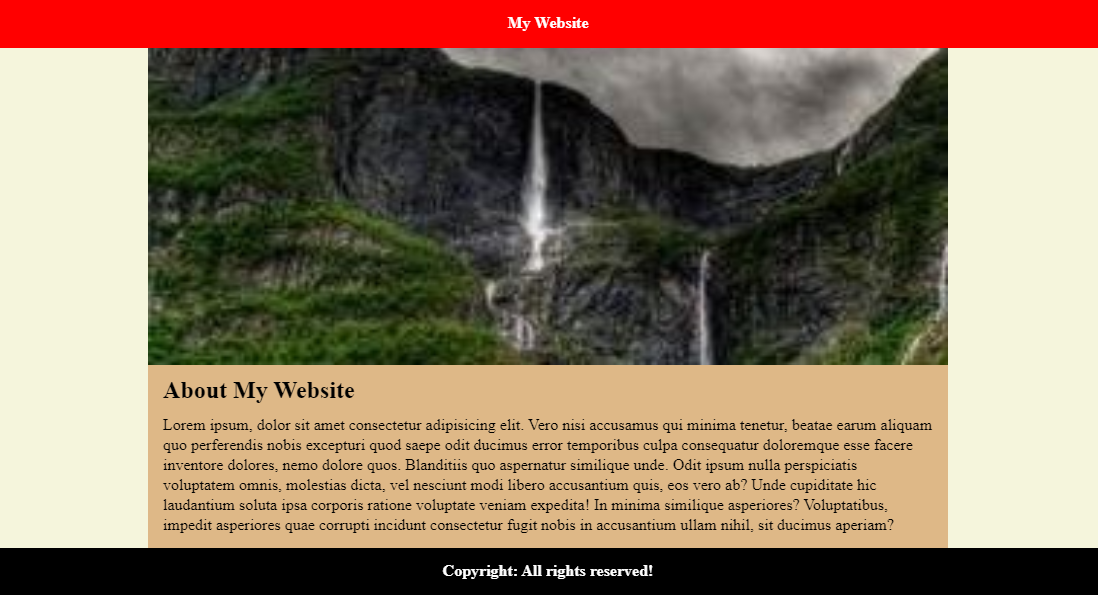 My Website
About My Website
Lorem ipsum, dolor sit amet consectetur adipisicing elit. Vero nisi accusamus qui minima tenetur, beatae earum aliquam
quo perferendis nobis excepturi quod saepe odit ducimus error temporibus culpa consequatur doloremque esse facere
inventore dolores, nemo dolore quos. Blanditiis quo aspernatur similique unde. Odit ipsum nulla perspiciatis
voluptatem omnis, molestias dicta, vel nesciunt modi libero accusantium quis, eos vero ab? Unde cupiditate hic
laudantium soluta ipsa corporis ratione voluptate veniam expedita! In minima similique asperiores? Voluptatibus,
impedit asperiores quae corrupti incidunt consectetur fugit nobis in accusantium ullam nihil, sit ducimus aperiam?
Copyright: All rights reserved!